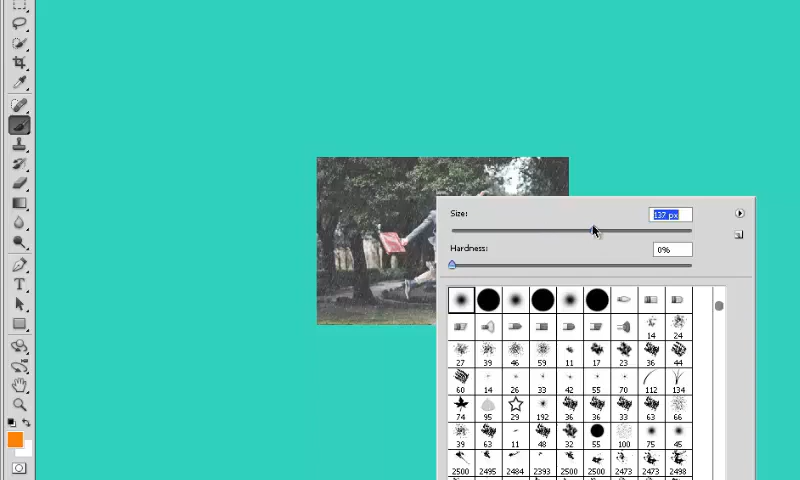 Size:
137 px
Hardness:
0%
14 24
27 39 46 59 11 17 23 36 44
60 14 26 33 42 55 70 112 134
74 95 29 192 36 36 33 63 66
39 63 11 48 32 55 100 75 45
2500 2495 2484 2393 2500 2500 2473 2473 2498
T